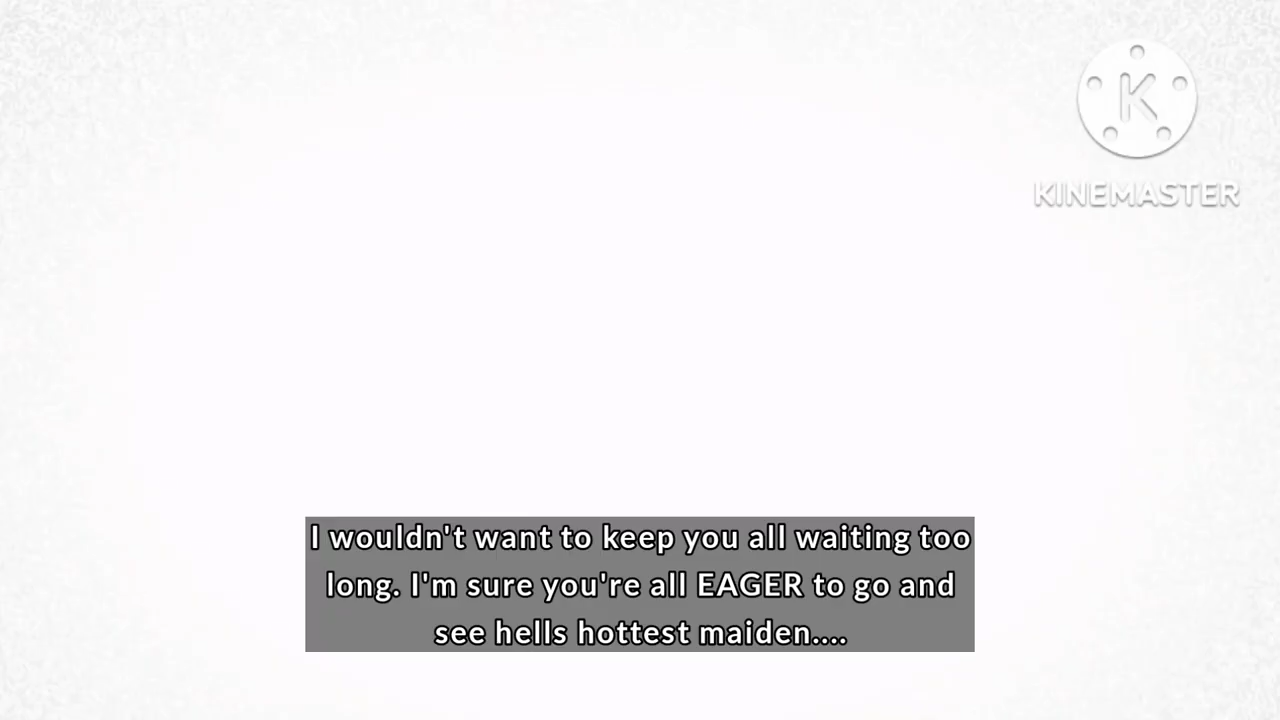 K
KINEMASTER
I wouldn't want to keep you all waiting too
long. I'm sure you're all EAGER to go and
see hells hottest maiden....